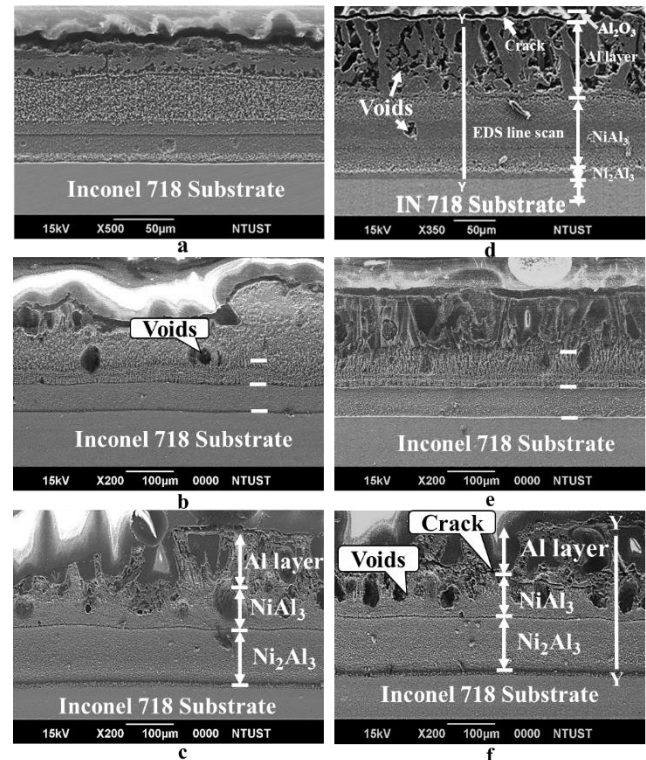 Inconel 718 Substrate
15kV X500 50μm NTUST
a
Al₂O₃
Crack
Al layer
Voids
EDS line scan
NiAl₃
Ni₂Al₃
IN 718 Substrate
15kV X350 50μm NTUST
d
Y
Y
Voids
Inconel 718 Substrate
15kV X200 100μm 0000 NTUST
b
Inconel 718 Substrate
15kV X200 100μm 0000 NTUST
e
Al layer
NiAl₃
Ni₂Al₃
Inconel 718 Substrate
15kV X200 100μm NTUST
c
Crack
Voids
Al layer
NiAl₃
Ni₂Al₃
Y
Y
Inconel 718 Substrate
15kV X200 100μm 0000 NTUST
f